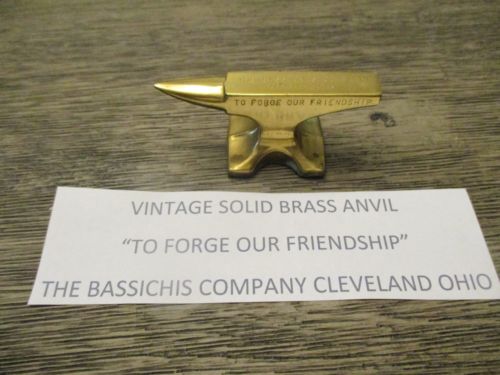 TO FORGE OUR FRIENDSHIP
VINTAGE SOLID BRASS ANVIL
“TO FORGE OUR FRIENDSHIP”
THE BASSICHIS COMPANY CLEVELAND OHIO